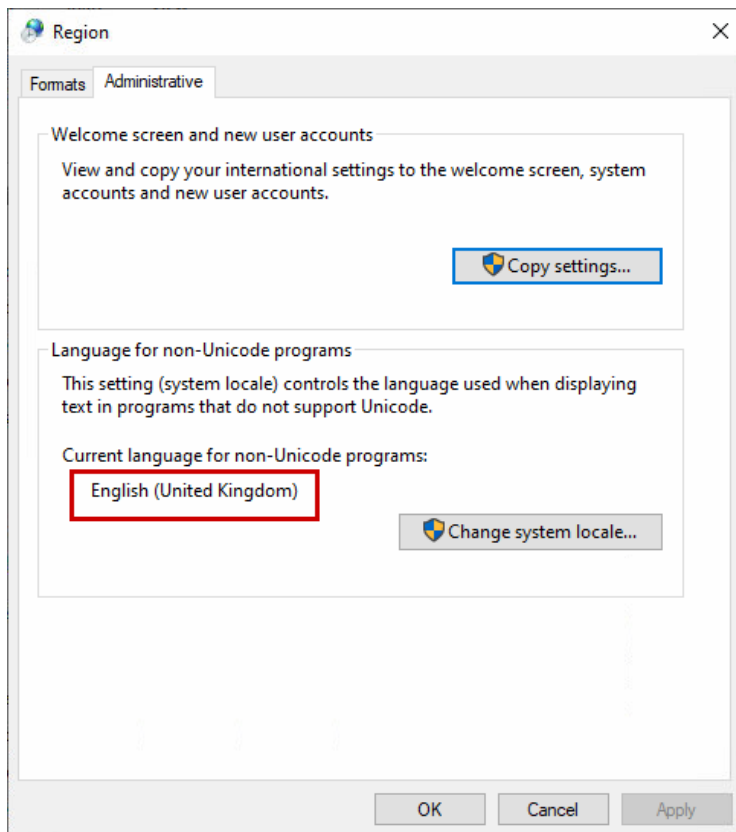 Region
Formats
Administrative
Welcome screen and new user accounts
View and copy your international settings to the welcome screen, system
accounts and new user accounts.
Copy settings...
Language for non-Unicode programs
This setting (system locale) controls the language used when displaying
text in programs that do not support Unicode.
Current language for non-Unicode programs:
English (United Kingdom)
Change system locale...
OK
Cancel
Apply